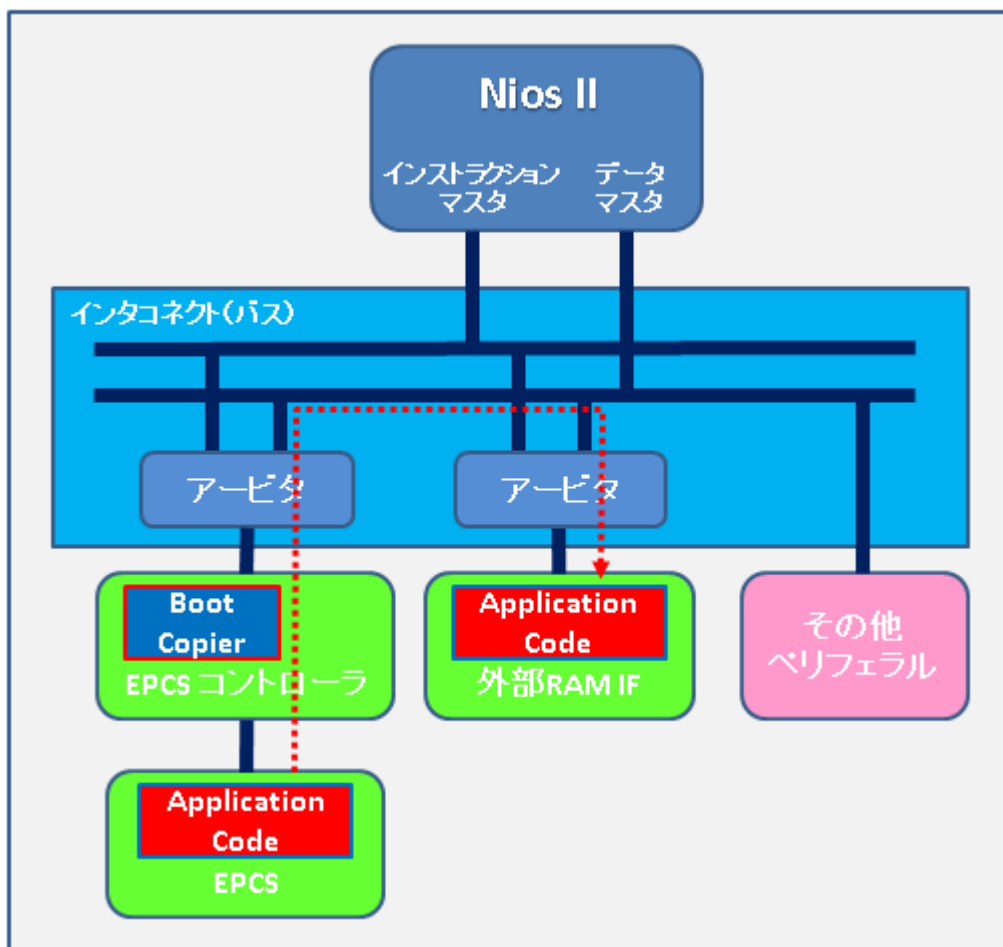 Nios II
インストラクション データ
マスタ マスタ
インタコネクト(バス)
アービタ アービタ
Boot
Copier
EPCS コントローラ
Application
Code
外部RAM IF
その他
ペリフェラル
Application
Code
EPCS